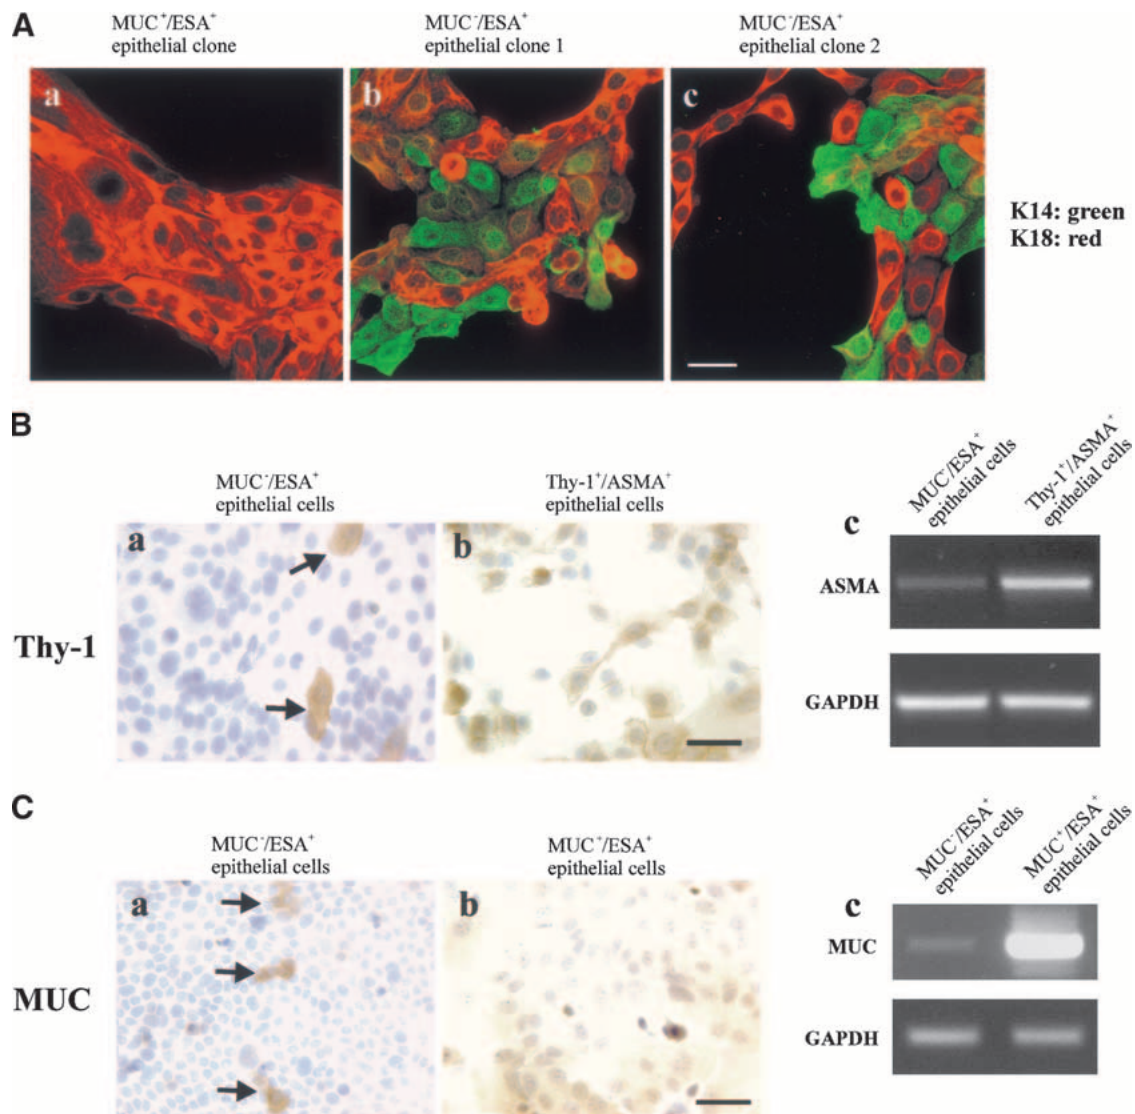 A
MUC⁺/ESA⁺
epithelial clone
MUC⁻/ESA⁺
epithelial clone 1
MUC⁻/ESA⁺
epithelial clone 2
a
b
c
K14: green
K18: red
B
MUC⁻/ESA⁺
epithelial cells
Thy-1⁺/ASMA⁺
epithelial cells
Thy-1
a
b
c
MUC⁻/ESA⁺
epithelial cells
Thy-1⁺/ASMA⁺
epithelial cells
ASMA
GAPDH
C
MUC⁻/ESA⁺
epithelial cells
MUC⁺/ESA⁺
epithelial cells
MUC
a
b
c
MUC⁻/ESA⁺
epithelial cells
MUC⁺/ESA⁺
epithelial cells
MUC
GAPDH